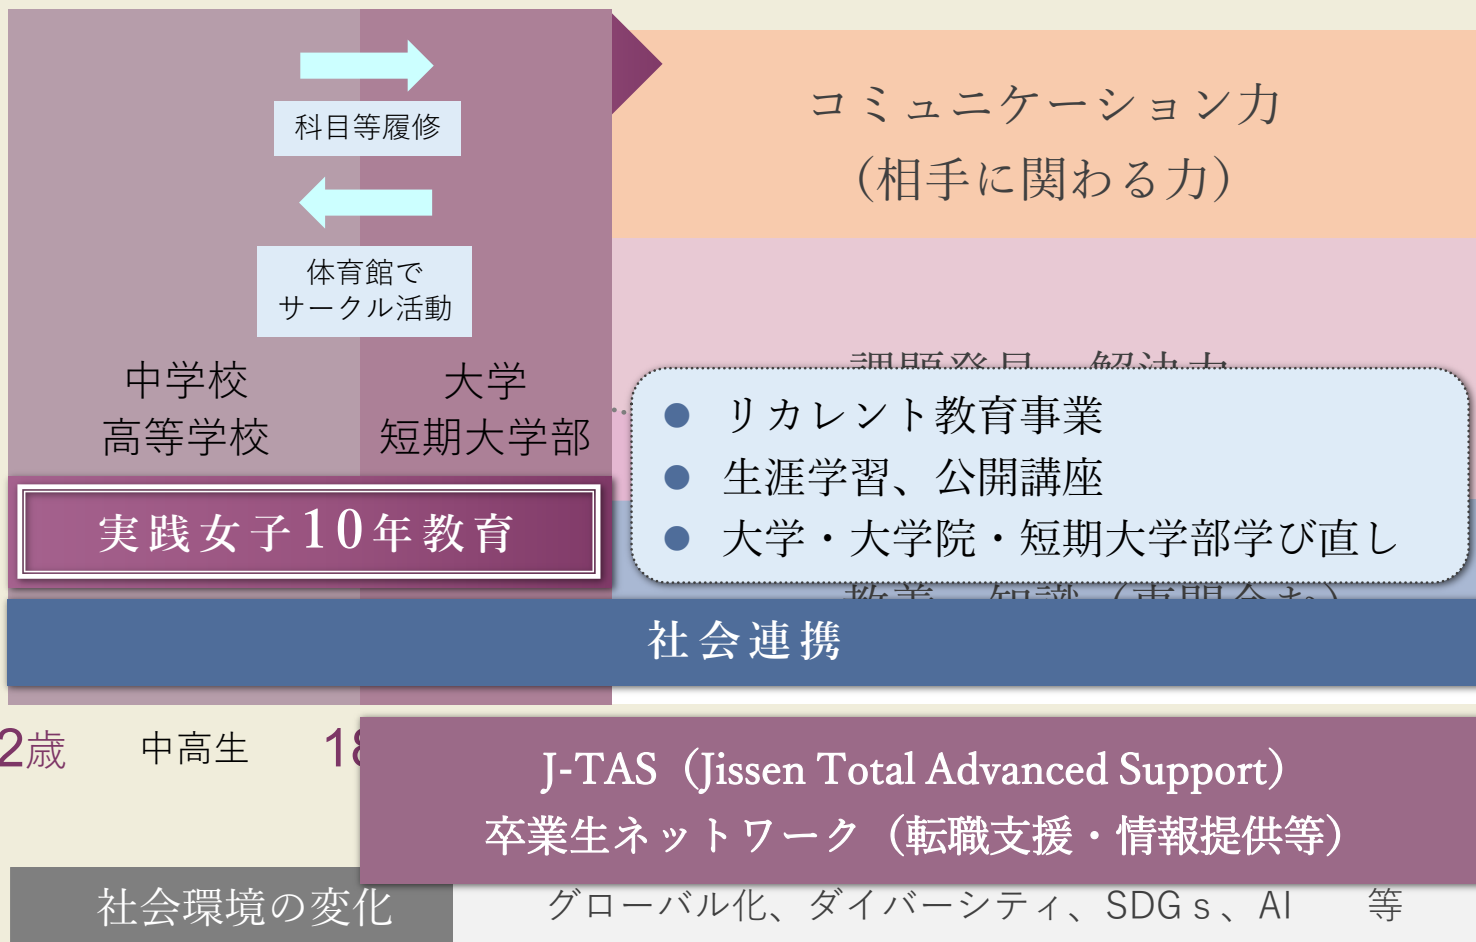 科目等履修
体育館で
サークル活動
中学校
高等学校
大学
短期大学部
コミュニケーション力
（相手に関わる力）
● リカレント教育事業
● 生涯学習、公開講座
● 大学・大学院・短期大学部学び直し
実践女子10年教育
社会連携
2歳
中高生
18
J-TAS（Jissen Total Advanced Support）
卒業生ネットワーク（転職支援・情報提供等）
社会環境の変化
グローバル化、ダイバーシティ、SDGｓ、AI　　等